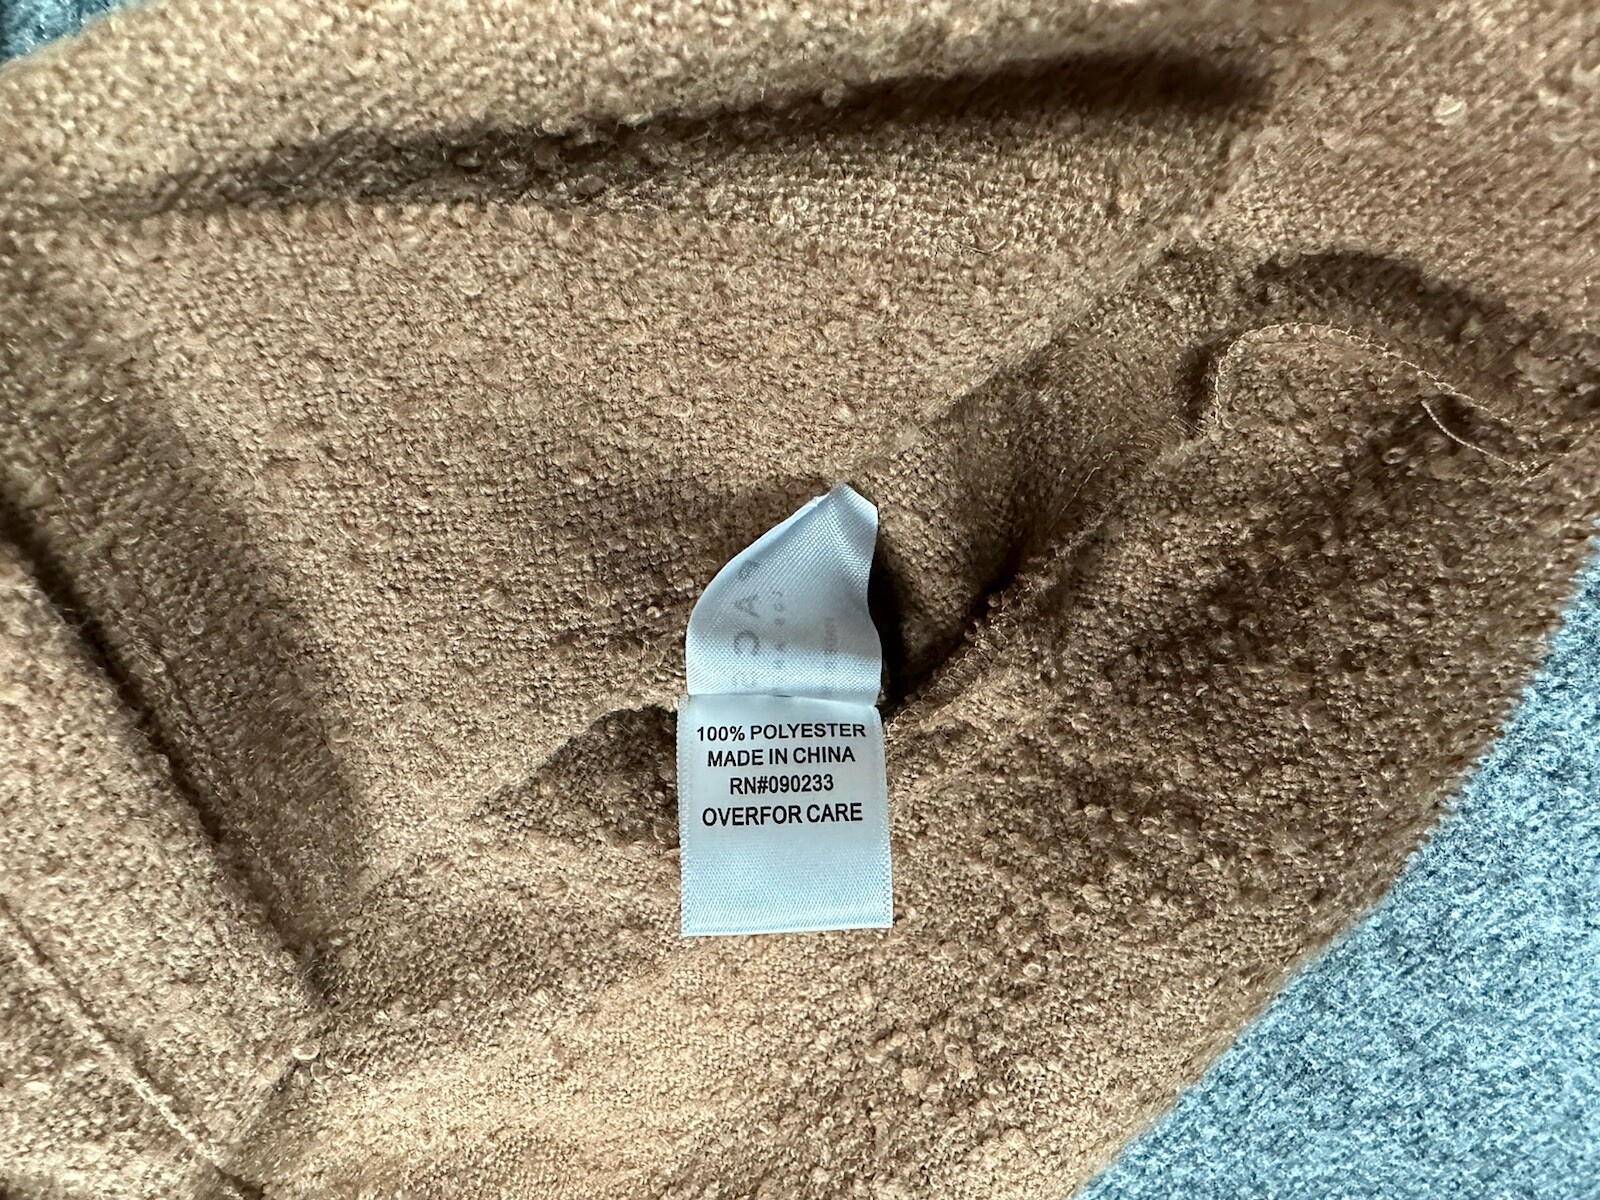 100% POLYESTER
MADE IN CHINA
RN#090233
OVERFOR CARE